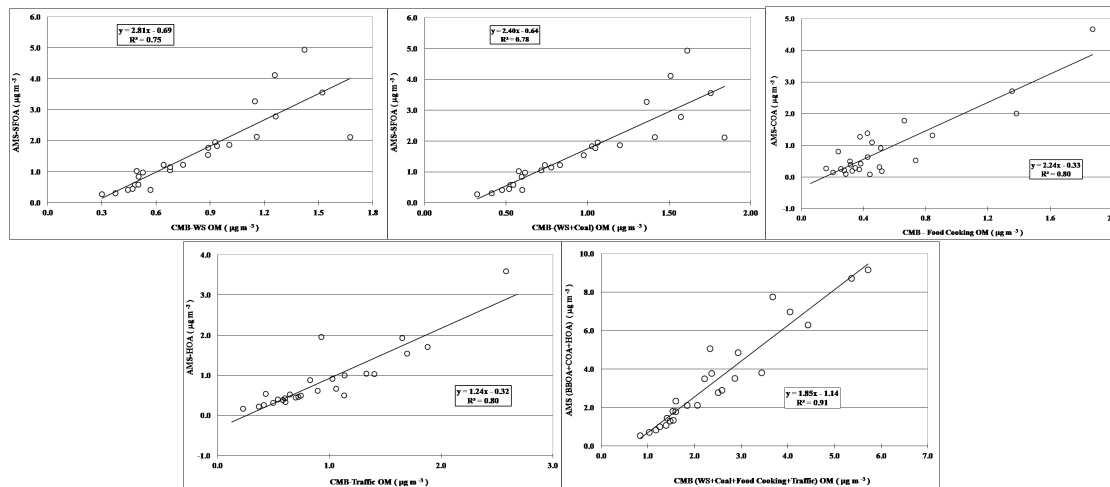 6.0
5.0
4.0
3.0
2.0
1.0
0.0
AMS-SFOA ( µg m⁻³ )
y = 2.81x - 0.69
R² = 0.75
0.0 0.3 0.6 0.9 1.2 1.5 1.8
CMB-WS OM ( µg m⁻³ )
6.0
5.0
4.0
3.0
2.0
1.0
0.0
AMS-SFOA ( µg m⁻³ )
y = 2.40x - 0.64
R² = 0.78
0.0 0.5 1.0 1.5 2.0
CMB-(WS+Coal) OM ( µg m⁻³ )
5.0
4.0
3.0
2.0
1.0
0.0
-1.0
AMS-COA ( µg m⁻³ )
y = 2.24x - 0.33
R² = 0.80
0.0 0.4 0.8 1.2 1.6
CMB - Food Cooking OM ( µg m⁻³ )
4.0
3.0
2.0
1.0
0.0
-1.0
AMS-HOA ( µg m⁻³ )
y = 1.24x - 0.32
R² = 0.80
0.0 1.0 2.0 3.0
CMB-Traffic OM ( µg m⁻³ )
10.0
8.0
6.0
4.0
2.0
0.0
AMS (BBOA+COA+HOA) ( µg m⁻³ )
y = 1.85x - 1.14
R² = 0.91
0.0 1.0 2.0 3.0 4.0 5.0 6.0 7.0
CMB (WS+Coal+Food Cooking+Traffic) OM ( µg m⁻³ )